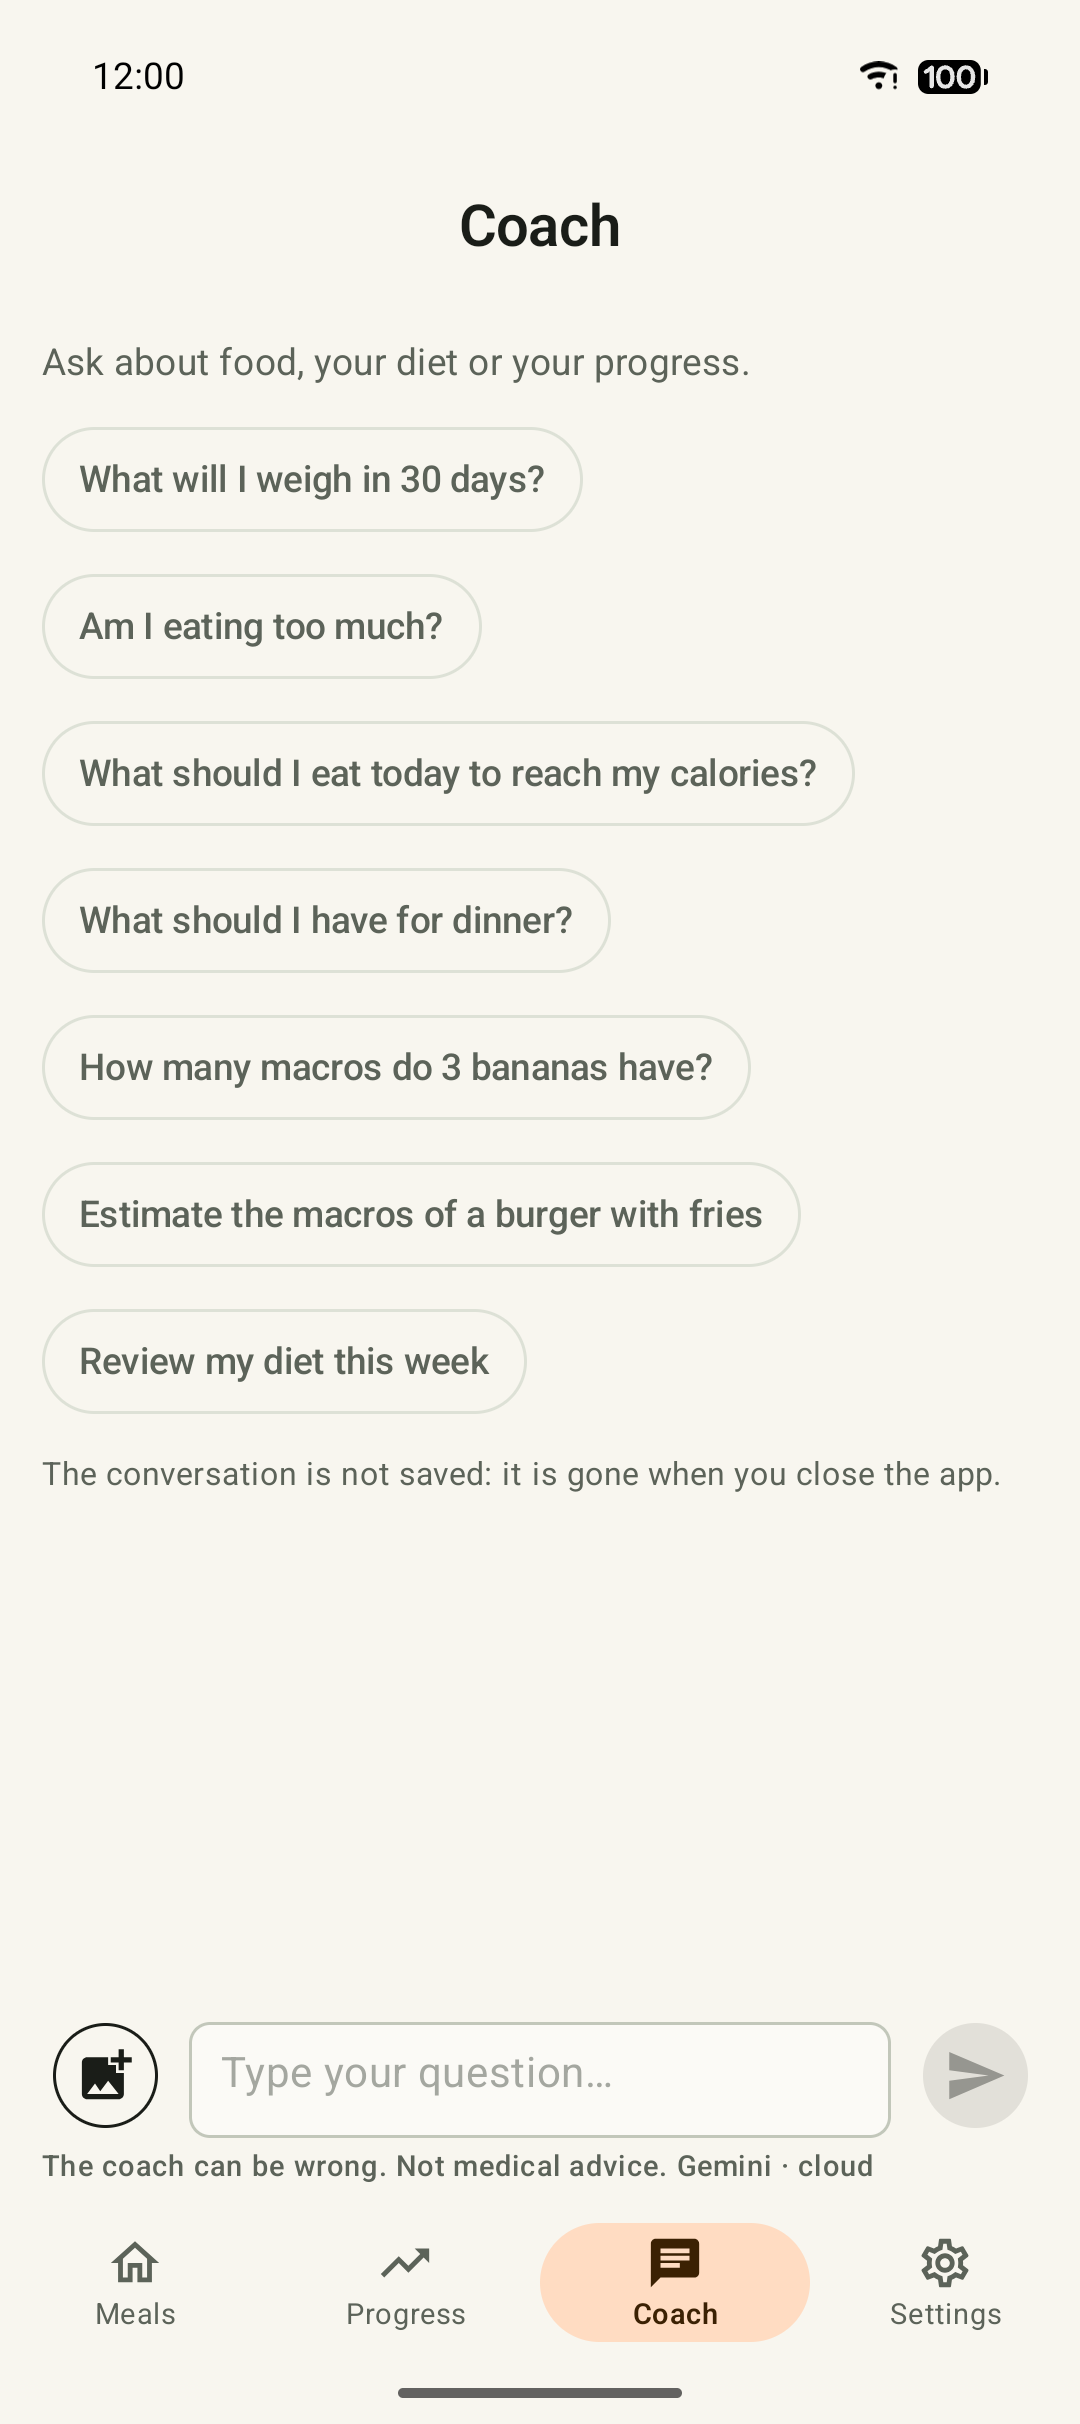 12:00
100
Coach
Ask about food, your diet or your progress.
What will I weigh in 30 days?
Am I eating too much?
What should I eat today to reach my calories?
What should I have for dinner?
How many macros do 3 bananas have?
Estimate the macros of a burger with fries
Review my diet this week
The conversation is not saved: it is gone when you close the app.
Type your question…
The coach can be wrong. Not medical advice. Gemini · cloud
Meals
Progress
Coach
Settings